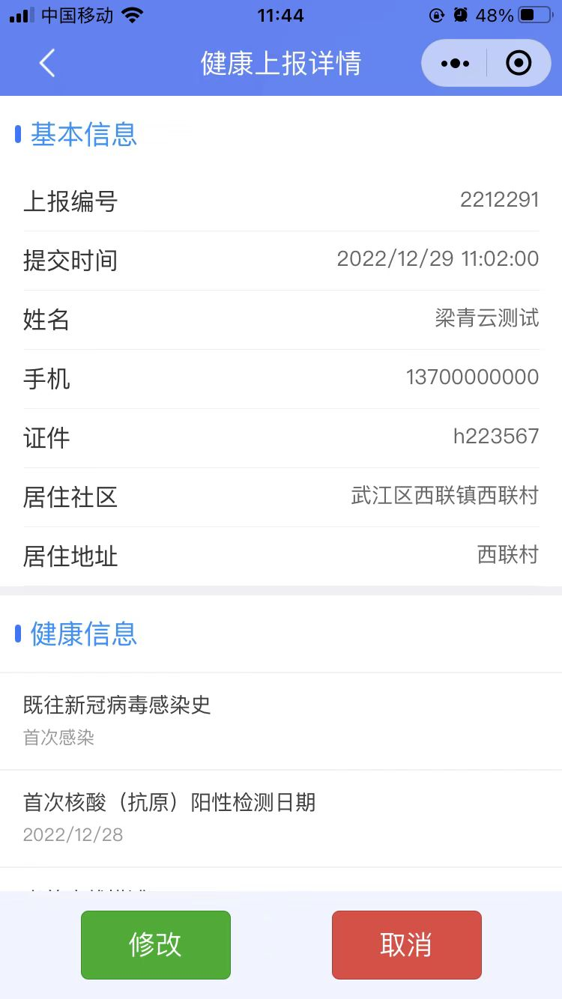 中国移动 11:44 48%
健康上报详情
基本信息
上报编号 2212291
提交时间 2022/12/29 11:02:00
姓名 梁青云测试
手机 13700000000
证件 h223567
居住社区 武江区西联镇西联村
居住地址 西联村
健康信息
既往新冠病毒感染史
首次感染
首次核酸（抗原）阳性检测日期
2022/12/28
修改 取消